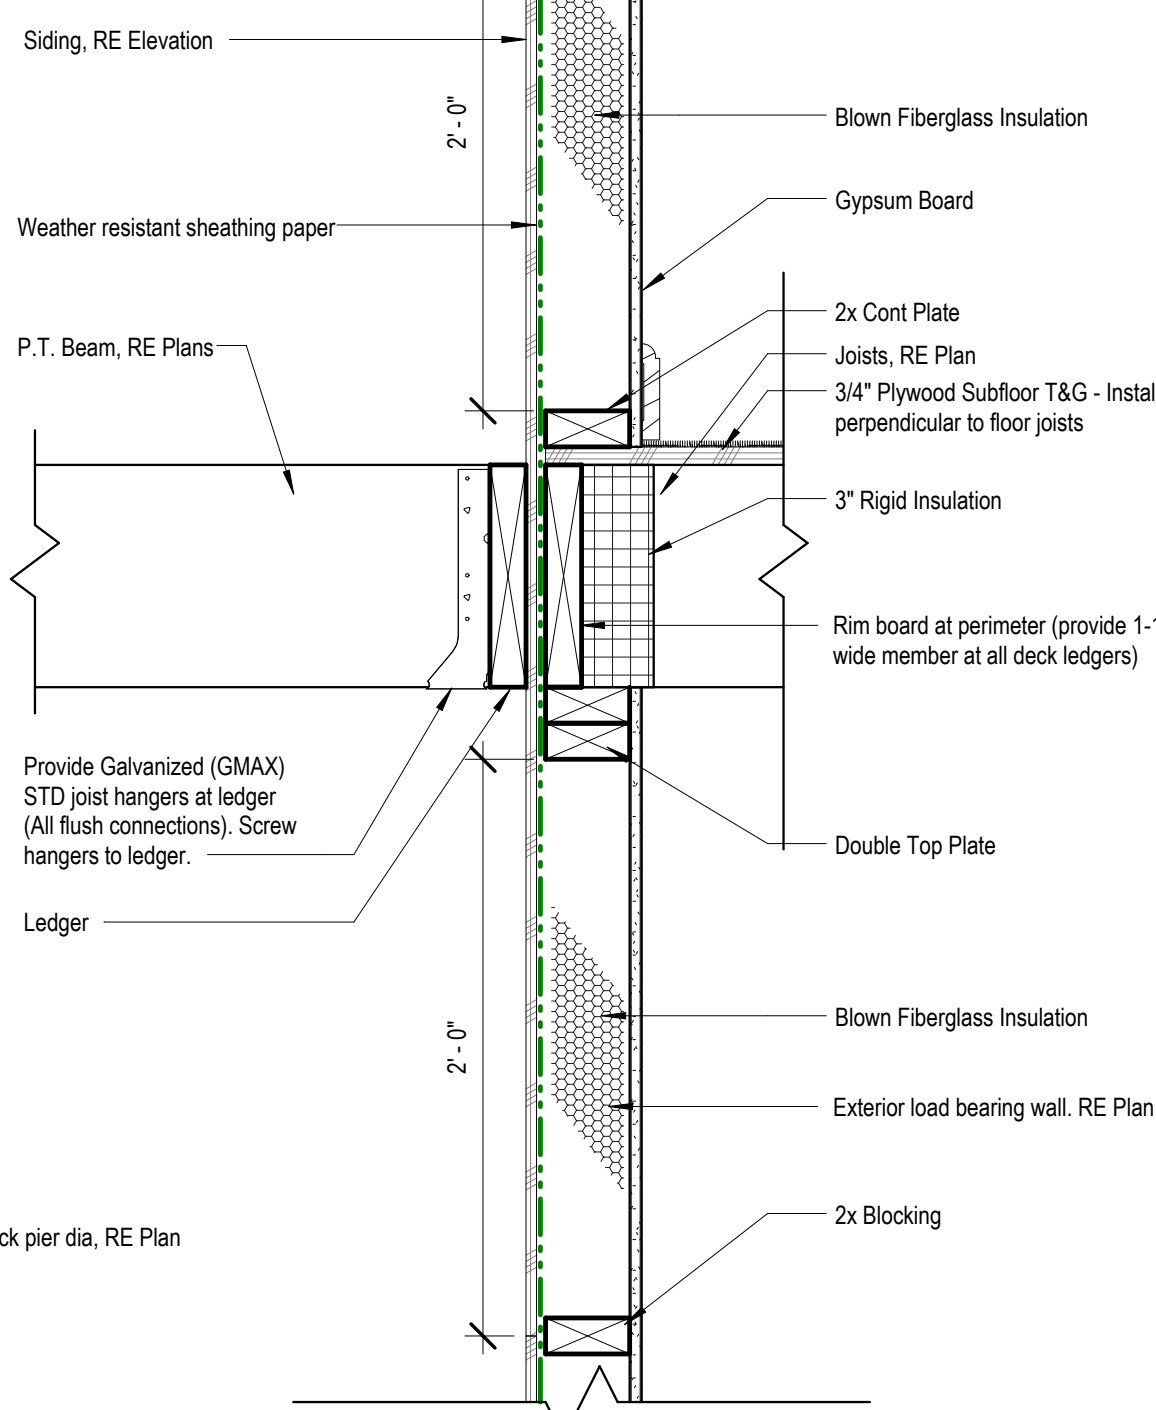 Siding, RE Elevation
2' - 0"
Blown Fiberglass Insulation
Gypsum Board
Weather resistant sheathing paper
2x Cont Plate
P.T. Beam, RE Plans
Joists, RE Plan
3/4" Plywood Subfloor T&G - Instal
perpendicular to floor joists
3" Rigid Insulation
Rim board at perimeter (provide 1-
wide member at all deck ledgers)
Provide Galvanized (GMAX)
STD joist hangers at ledger
(All flush connections). Screw
hangers to ledger.
Double Top Plate
Ledger
2' - 0"
Blown Fiberglass Insulation
Exterior load bearing wall. RE Plan
2x Blocking
ck pier dia, RE Plan